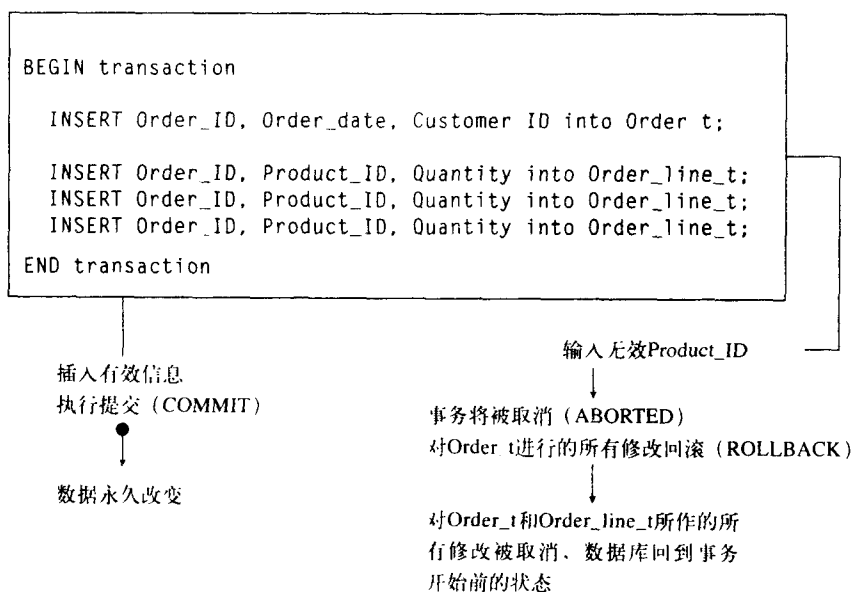 BEGIN transaction
INSERT Order_ID, Order_date, Customer ID into Order t;
INSERT Order_ID, Product_ID, Quantity into Order_line_t;
INSERT Order_ID, Product_ID, Quantity into Order_line_t;
INSERT Order_ID, Product_ID, Quantity into Order_line_t;
END transaction
插入有效信息
执行提交（COMMIT）
数据永久改变
输入无效Product_ID
事务将被取消（ABORTED）
对Order t进行的所有修改回滚（ROLLBACK）
对Order_t和Order_line_t所作的所
有修改被取消、数据库回到事务
开始前的状态